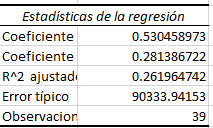 Estadísticas de la regresión
Coeficiente 0.530458973
Coeficiente 0.281386722
R^2 ajustado 0.261964742
Error típico 90333.94153
Observacion 39